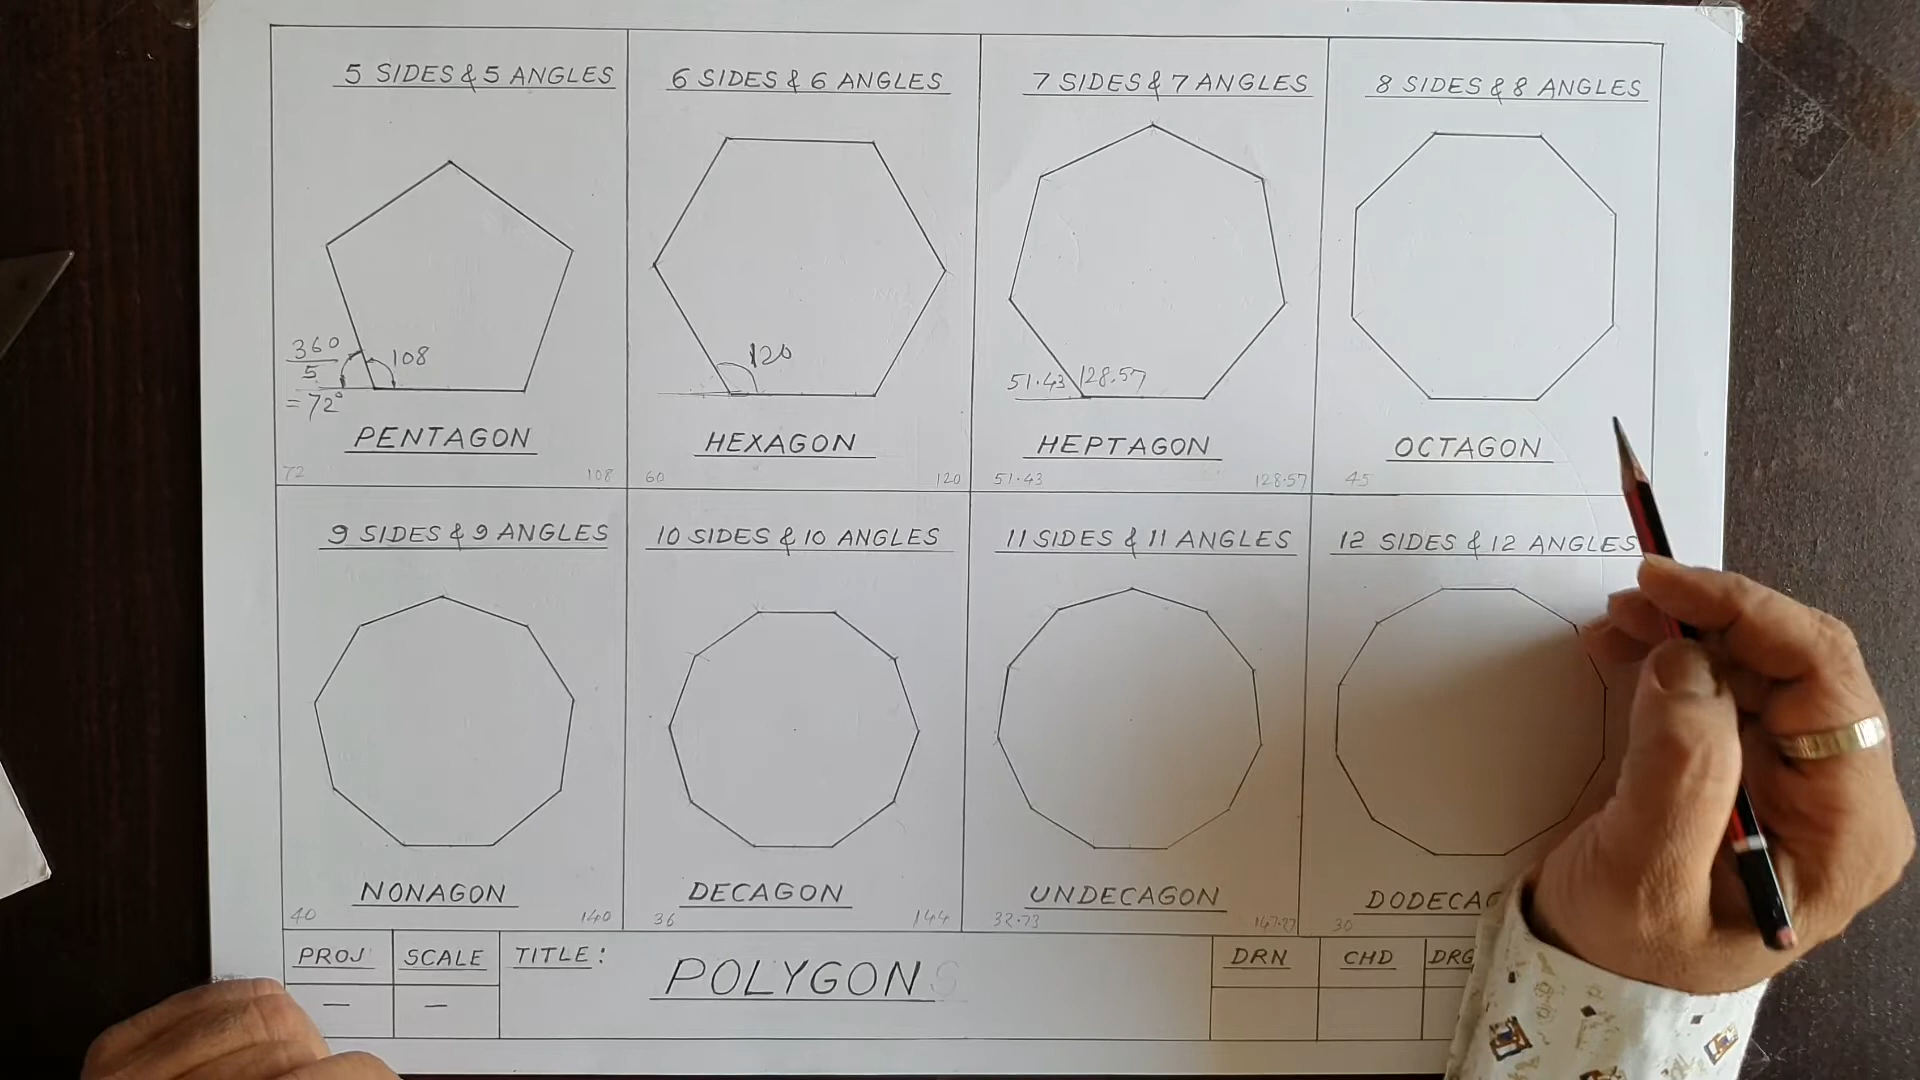 5 SIDES & 5 ANGLES
360
5
= 72°
108
PENTAGON
72
108
6 SIDES & 6 ANGLES
120
HEXAGON
60
120
7 SIDES & 7 ANGLES
51.43
128.57
HEPTAGON
51.43
128.57
8 SIDES & 8 ANGLES
OCTAGON
45
9 SIDES & 9 ANGLES
NONAGON
40
140
10 SIDES & 10 ANGLES
DECAGON
36
144
11 SIDES & 11 ANGLES
UNDECAGON
32.73
147.27
12 SIDES & 12 ANGLES
30
PROJ
SCALE
TITLE:
—
—
POLYGONS
DRN
CHD
DRG